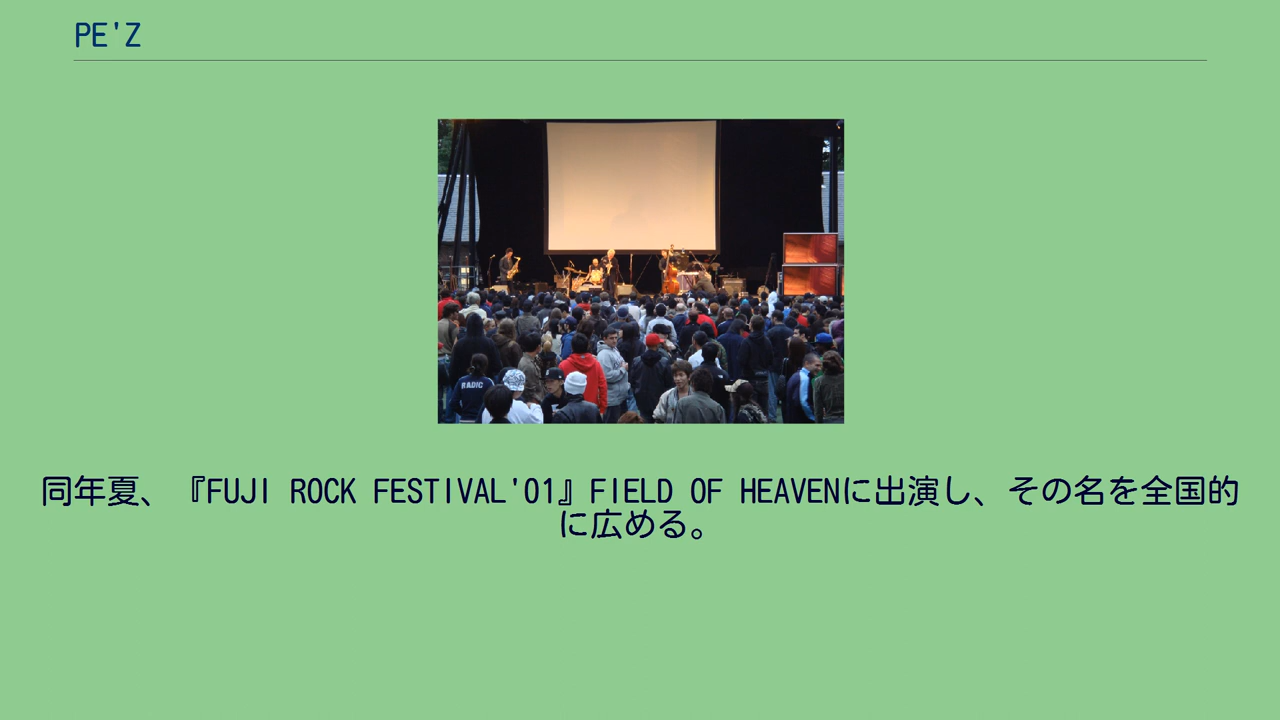 PE'Z
RADIC
同年夏、『FUJI ROCK FESTIVAL'01』FIELD OF HEAVENに出演し、その名を全国的
に広める。